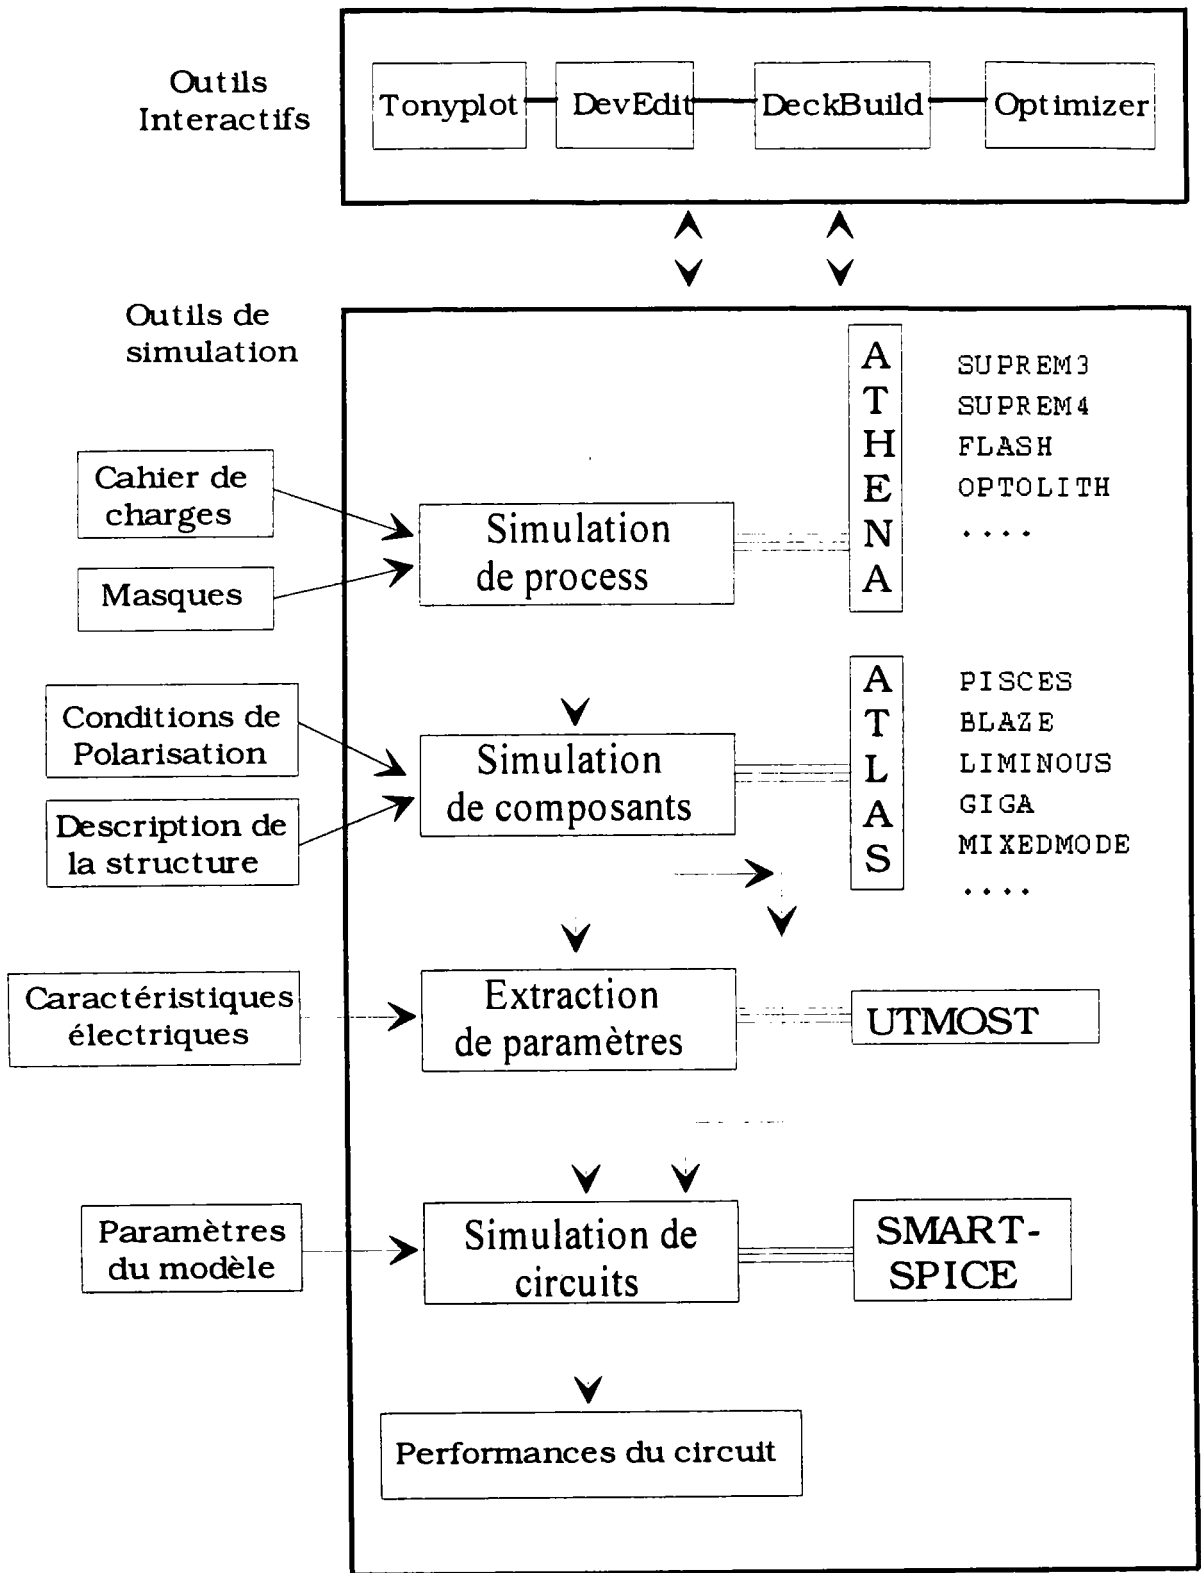 Outils
Interactifs
Tonyplot
DevEdit
DeckBuild
Optimizer
Outils de
simulation
ATHENA
SUPREM3
SUPREM4
FLASH
OPTOLITH
....
Cahier de
charges
Masques
Simulation
de process
ATLAS
PISCES
BLAZE
LIMINOUS
GIGA
MIXEDMODE
....
Conditions de
Polarisation
Description de
la structure
Simulation
de composants
Caractéristiques
électriques
Extraction
de paramètres
UTMOST
Paramètres
du modèle
Simulation de
circuits
SMART-
SPICE
Performances du circuit